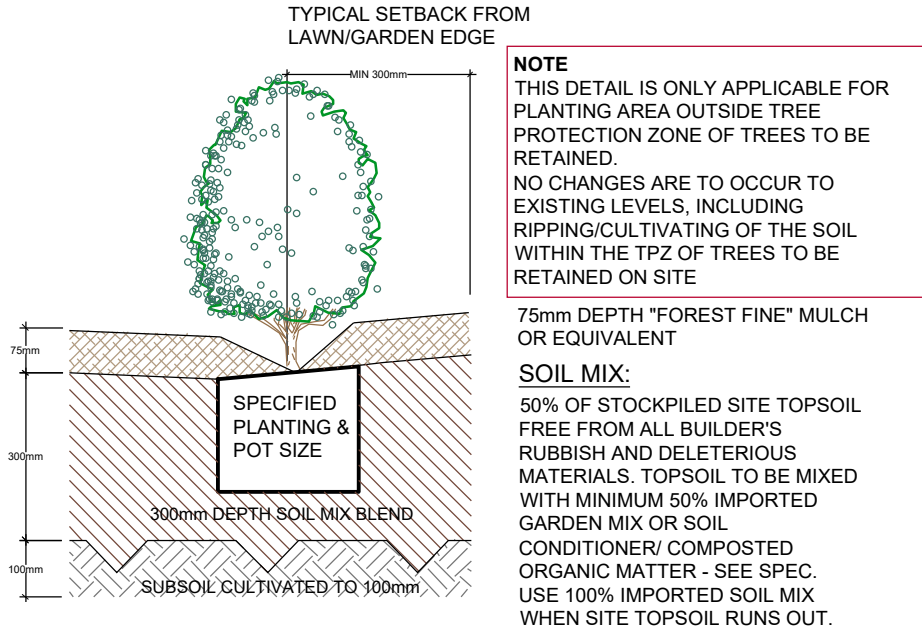 TYPICAL SETBACK FROM
LAWN/GARDEN EDGE
MIN 300mm
NOTE
THIS DETAIL IS ONLY APPLICABLE FOR
PLANTING AREA OUTSIDE TREE
PROTECTION ZONE OF TREES TO BE
RETAINED.
NO CHANGES ARE TO OCCUR TO
EXISTING LEVELS, INCLUDING
RIPPING/CULTIVATING OF THE SOIL
WITHIN THE TPZ OF TREES TO BE
RETAINED ON SITE
75mm DEPTH "FOREST FINE" MULCH
OR EQUIVALENT
SOIL MIX:
50% OF STOCKPILED SITE TOPSOIL
FREE FROM ALL BUILDER'S
RUBBISH AND DELETERIOUS
MATERIALS. TOPSOIL TO BE MIXED
WITH MINIMUM 50% IMPORTED
GARDEN MIX OR SOIL
CONDITIONER/ COMPOSTED
ORGANIC MATTER - SEE SPEC.
USE 100% IMPORTED SOIL MIX
WHEN SITE TOPSOIL RUNS OUT.
75mm
SPECIFIED
PLANTING &
POT SIZE
300mm
300mm DEPTH SOIL MIX BLEND
100mm
SUBSOIL CULTIVATED TO 100mm